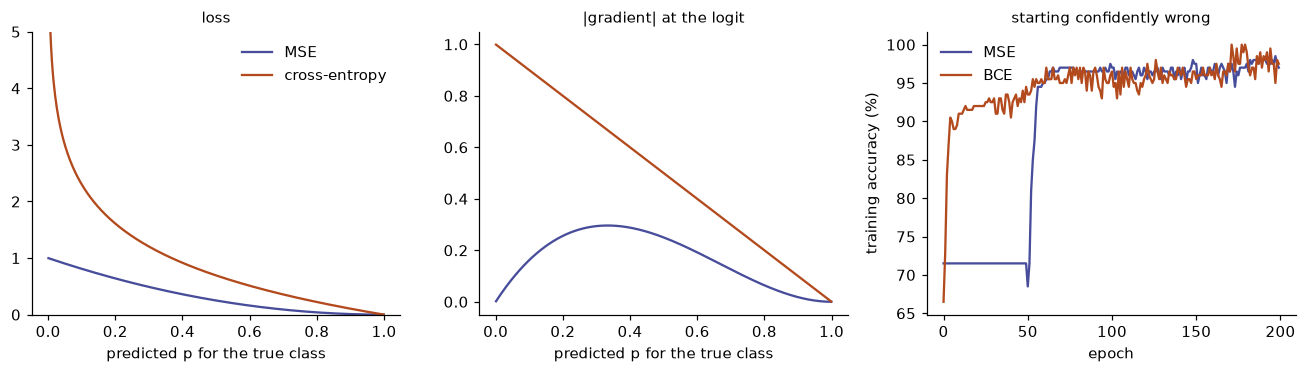 loss
5
4
3
2
1
0
MSE
cross-entropy
0.0 0.2 0.4 0.6 0.8 1.0
predicted p for the true class
|gradient| at the logit
1.0
0.8
0.6
0.4
0.2
0.0
0.0 0.2 0.4 0.6 0.8 1.0
predicted p for the true class
starting confidently wrong
training accuracy (%)
100
95
90
85
80
75
70
65
MSE
BCE
0 50 100 150 200
epoch